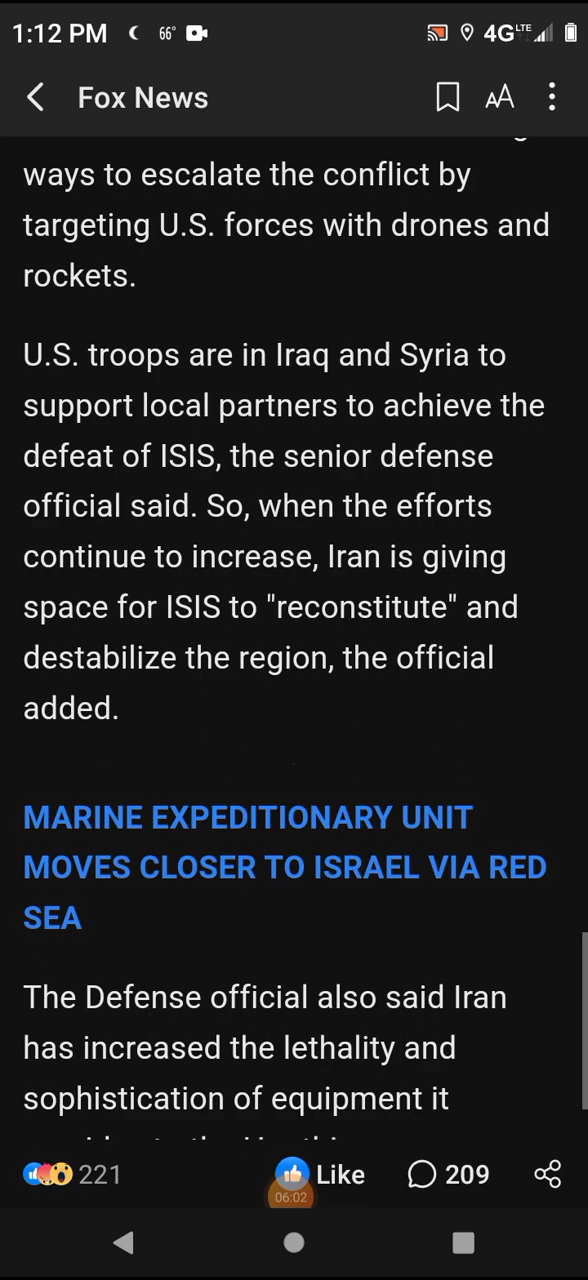 1:12 PM 66° 4G LTE
Fox News AA
ways to escalate the conflict by
targeting U.S. forces with drones and
rockets.
U.S. troops are in Iraq and Syria to
support local partners to achieve the
defeat of ISIS, the senior defense
official said. So, when the efforts
continue to increase, Iran is giving
space for ISIS to "reconstitute" and
destabilize the region, the official
added.
MARINE EXPEDITIONARY UNIT
MOVES CLOSER TO ISRAEL VIA RED
SEA
The Defense official also said Iran
has increased the lethality and
sophistication of equipment it
221 Like 209
06:02